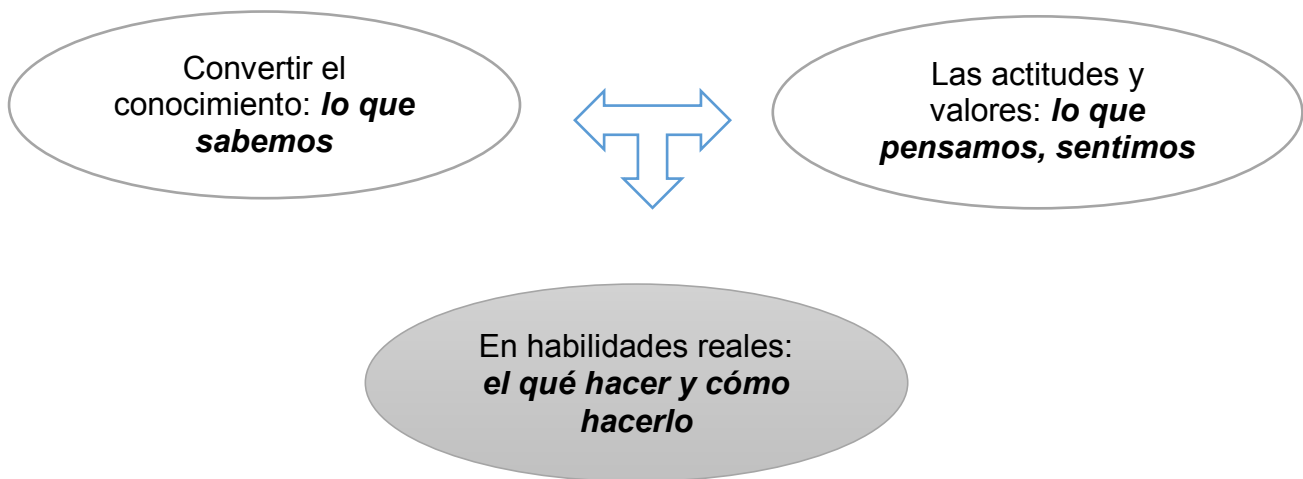 Convertir el
conocimiento: lo que
sabemos
Las actitudes y
valores: lo que
pensamos, sentimos
En habilidades reales:
el qué hacer y cómo
hacerlo